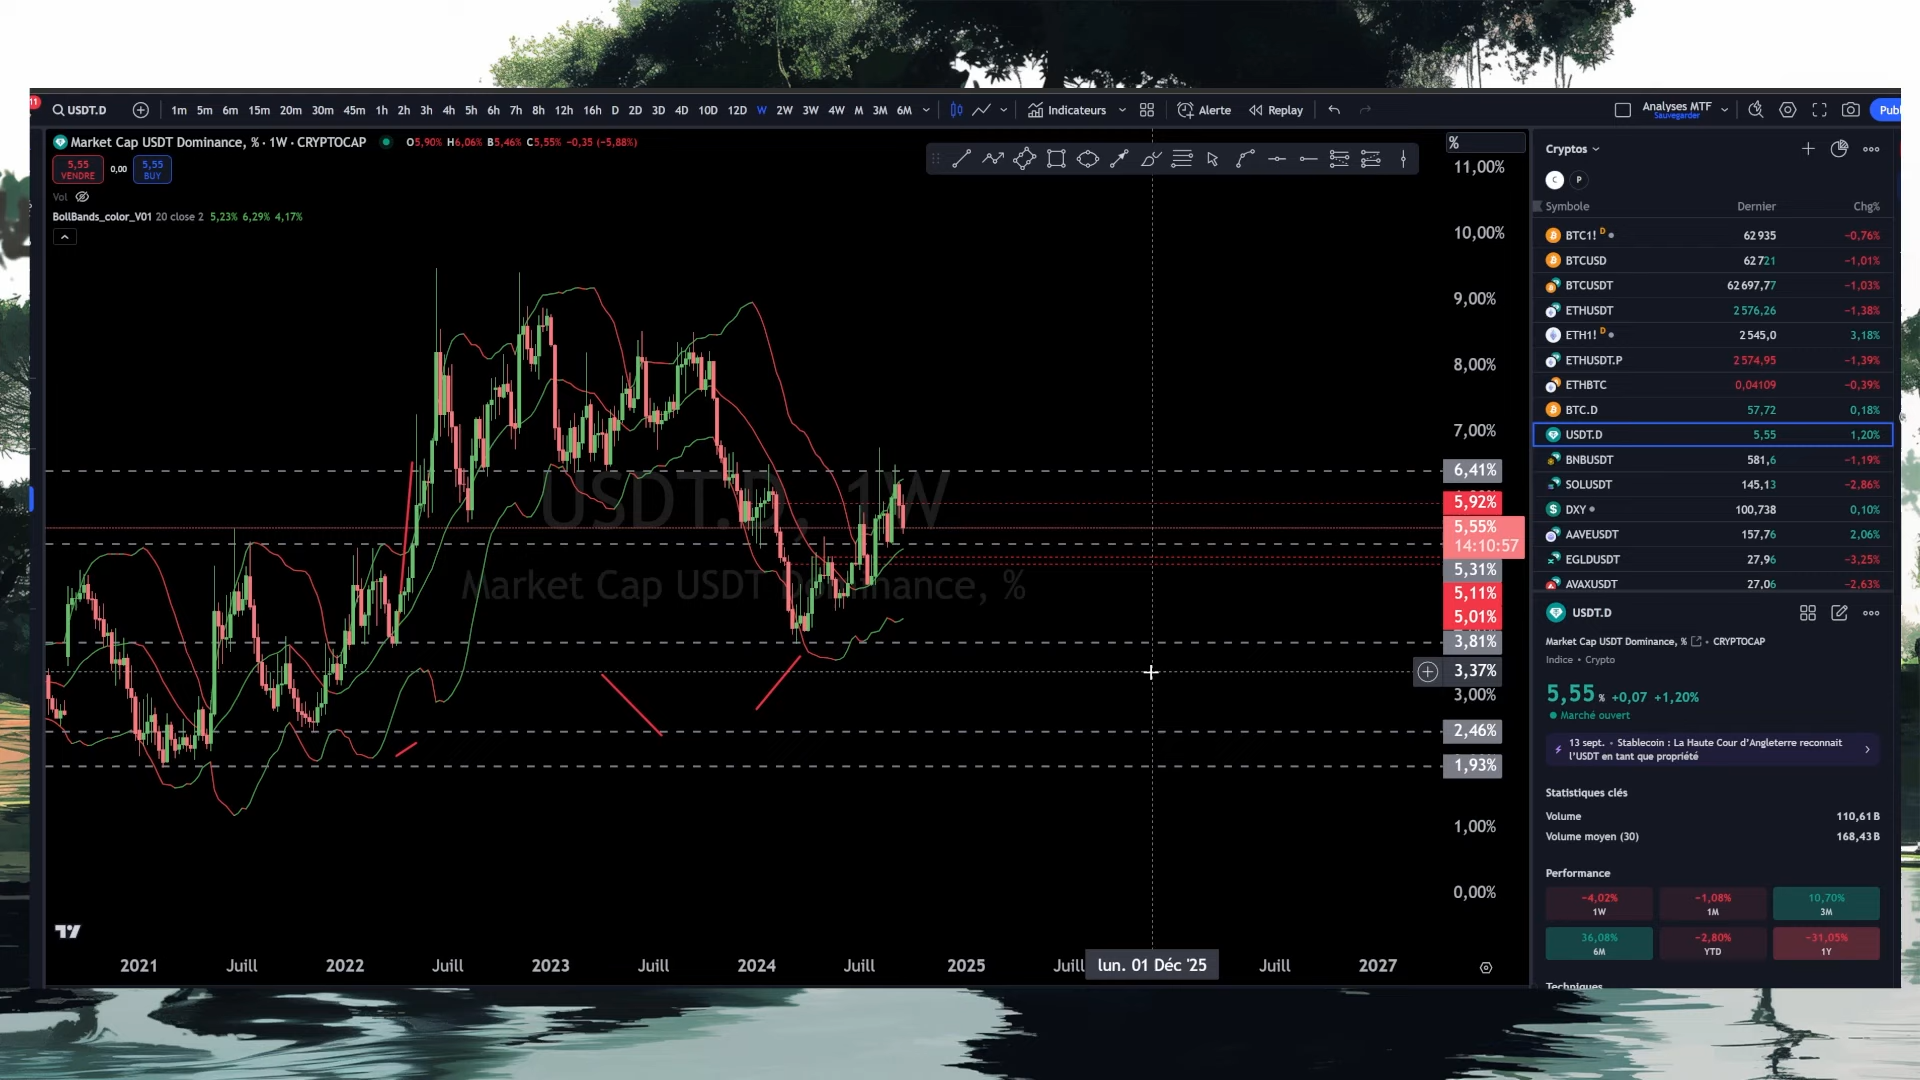 11
USDT.D 1m 5m 6m 15m 20m 30m 45m 1h 2h 3h 4h 5h 6h 7h 8h 12h 16h D 2D 3D 4D 10D 12D W 2W 3W 4W M 3M 6M Indicateurs Alerte Replay Analyses MTF Publ
Sauvegarder
Market Cap USDT Dominance, % · 1W · CRYPTOCAP O5,90% H6,06% B5,46% C5,55% −0,35 (−5,88%)
5,55 VENDRE 0,00 5,55 BUY
Vol
BollBands_color_V01 20 close 2 5,23% 6,29% 4,17%
USDT.D, 1W
Market Cap USDT Dominance, %
%
11,00%
10,00%
9,00%
8,00%
7,00%
6,41%
5,92%
5,55%
14:10:57
5,31%
5,11%
5,01%
3,81%
3,37%
3,00%
2,46%
1,93%
1,00%
0,00%
2021 Juill 2022 Juill 2023 Juill 2024 Juill 2025 Juill lun. 01 Déc '25 Juill 2027
Cryptos
C P
Symbole Dernier Chg%
BTC1! D 62 935 −0,76%
BTCUSD 62 721 −1,01%
BTCUSDT 62 697,77 −1,03%
ETHUSDT 2 576,26 −1,38%
ETH1! D 2 545,0 3,18%
ETHUSDT.P 2 574,95 −1,39%
ETHBTC 0,04109 −0,39%
BTC.D 57,72 0,18%
USDT.D 5,55 1,20%
BNBUSDT 581,6 −1,19%
SOLUSDT 145,13 −2,86%
DXY 100,738 0,10%
AAVEUSDT 157,76 2,06%
EGLDUSDT 27,96 −3,25%
AVAXUSDT 27,06 −2,63%
USDT.D
Market Cap USDT Dominance, % • CRYPTOCAP
Indice • Crypto
5,55 % +0,07 +1,20%
Marché ouvert
13 sept. • Stablecoin : La Haute Cour d'Angleterre reconnait
l'USDT en tant que propriété
Statistiques clés
Volume 110,61 B
Volume moyen (30) 168,43 B
Performance
−4,02% −1,08% 10,70%
1W 1M 3M
36,08% −2,80% −31,05%
6M YTD 1Y
Techniques